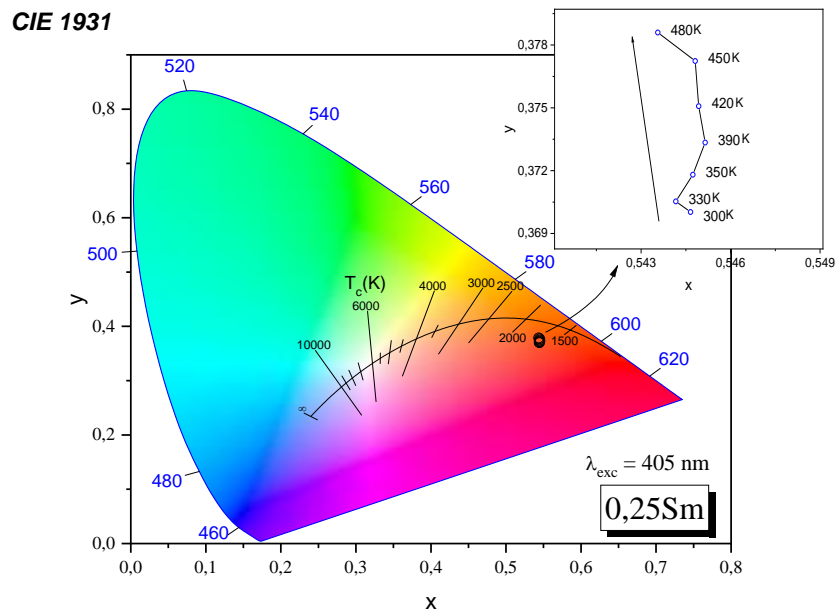 CIE 1931
480K
450K
420K
390K
350K
330K
300K
0,378
0,375
0,372
0,369
y
0,543
0,546
0,549
x
520
540
560
580
600
620
500
480
460
T_c(K)
∞
10000
6000
4000
3000
2500
2000
1500
0,8
0,6
0,4
0,2
0,0
y
0,0
0,1
0,2
0,3
0,4
0,5
0,6
0,7
0,8
x
λ_exc = 405 nm
0,25Sm